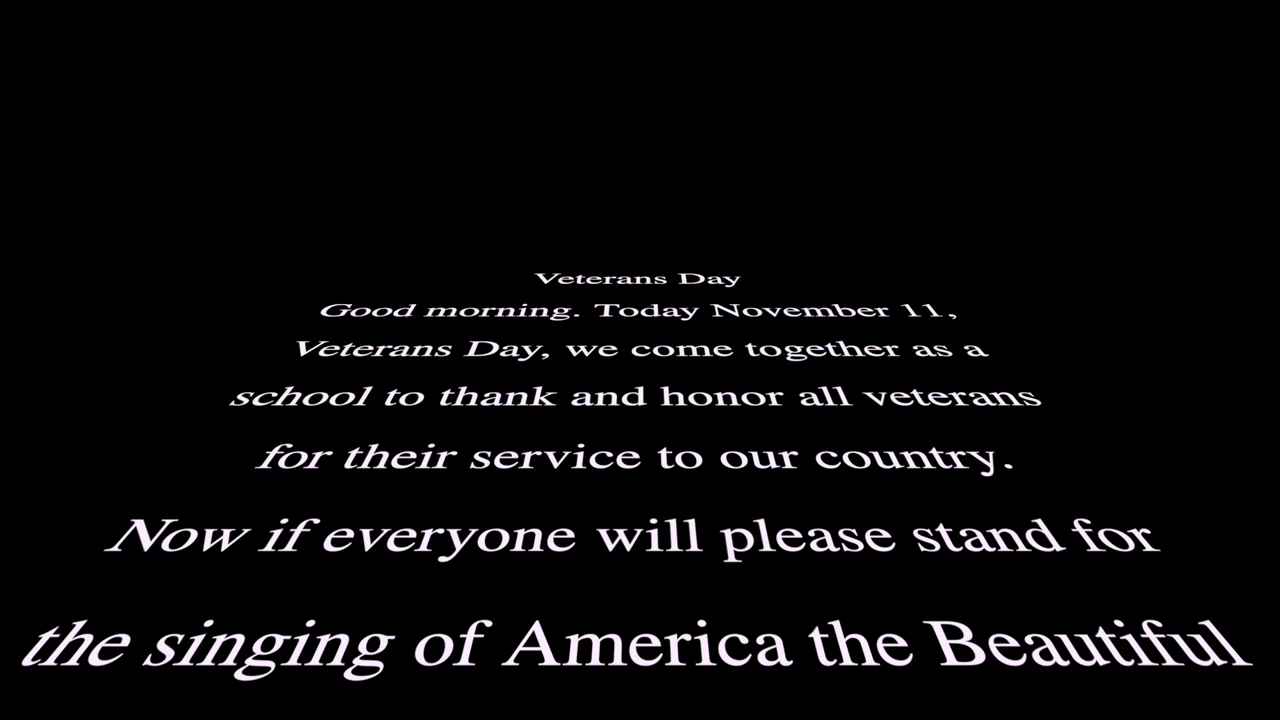 Veterans Day
Good morning. Today November 11,
Veterans Day, we come together as a
school to thank and honor all veterans
for their service to our country.
Now if everyone will please stand for
the singing of America the Beautiful